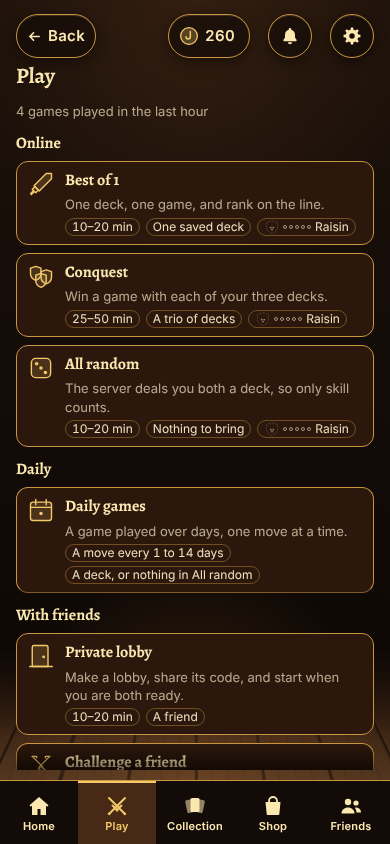 ← Back
J 260
Play
4 games played in the last hour
Online
Best of 1
One deck, one game, and rank on the line.
10–20 min One saved deck Raisin
Conquest
Win a game with each of your three decks.
25–50 min A trio of decks Raisin
All random
The server deals you both a deck, so only skill
counts.
10–20 min Nothing to bring Raisin
Daily
Daily games
A game played over days, one move at a time.
A move every 1 to 14 days
A deck, or nothing in All random
With friends
Private lobby
Make a lobby, share its code, and start when
you are both ready.
10–20 min A friend
Challenge a friend
Home Play Collection Shop Friends